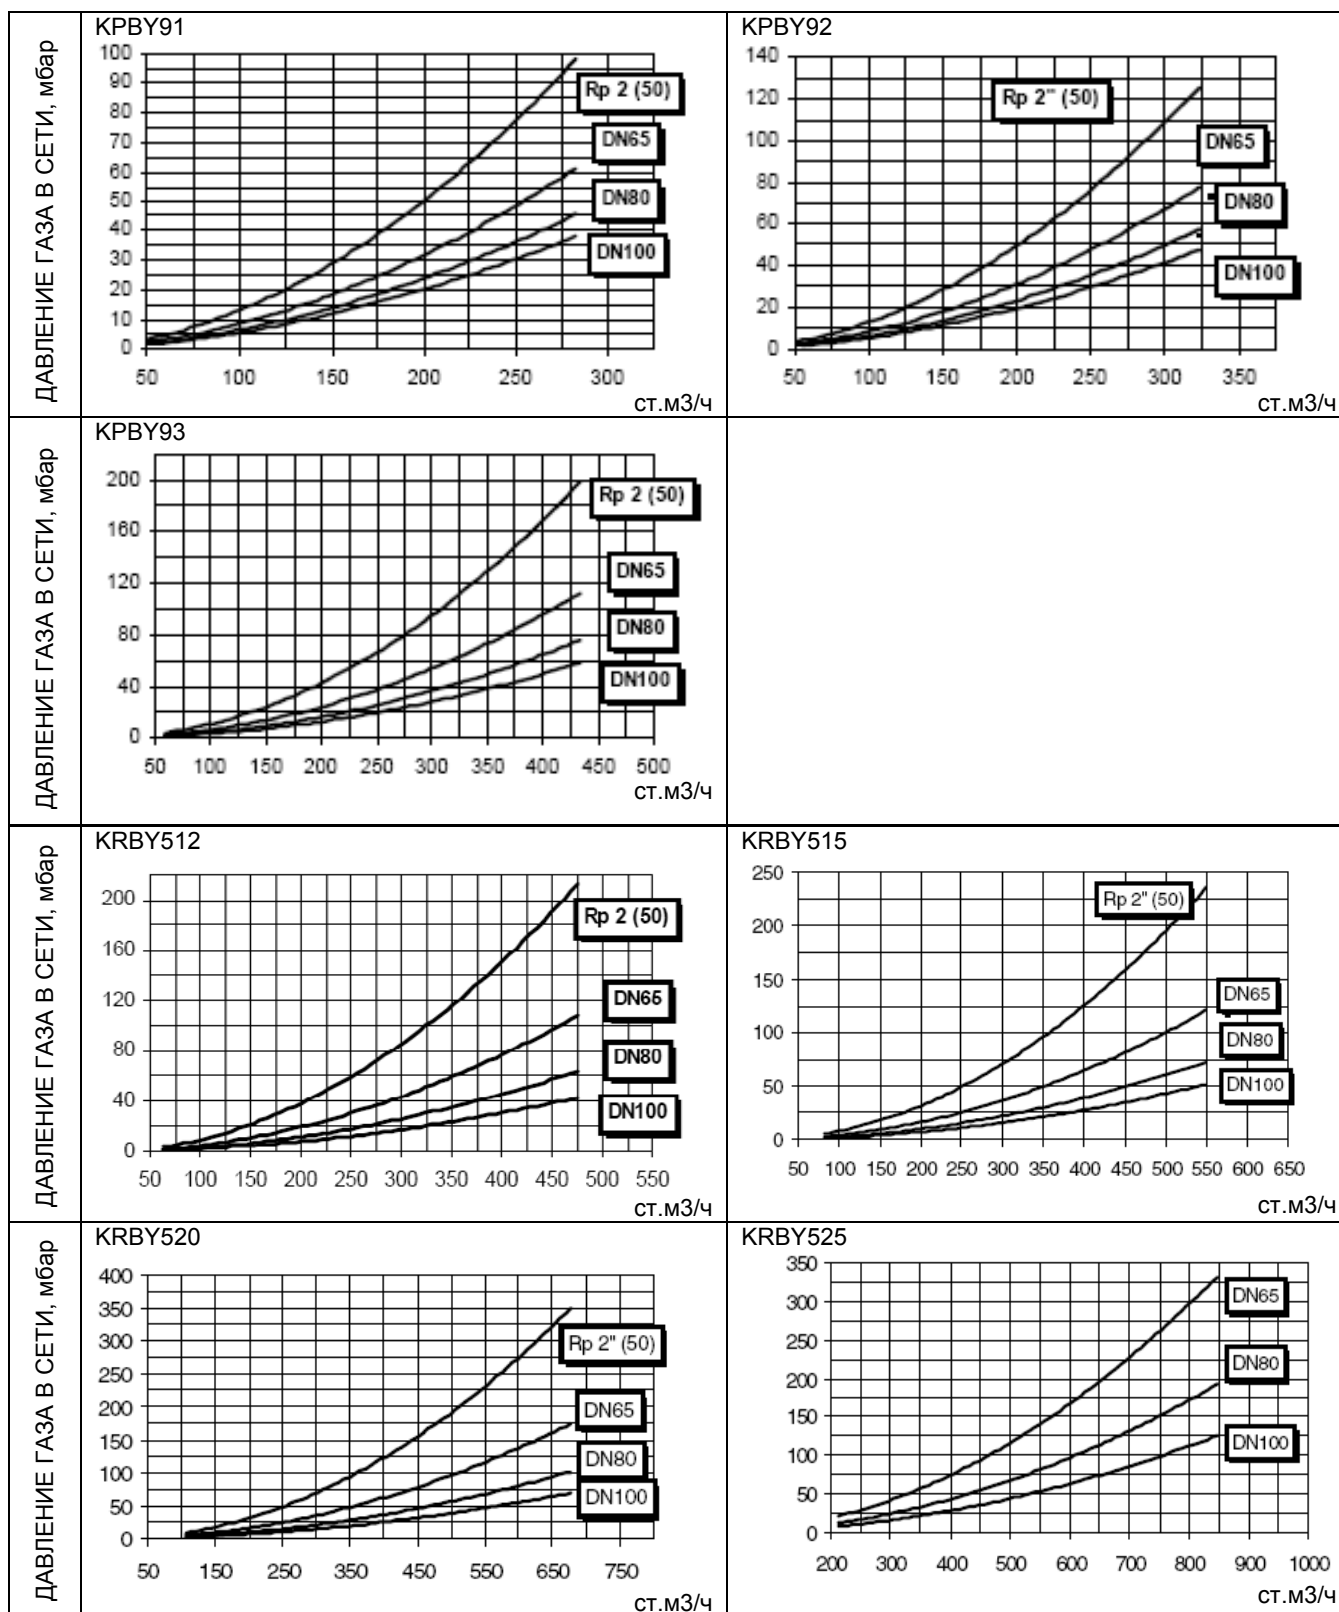 KPBY91
ДАВЛЕНИЕ ГАЗА В СЕТИ, мбар
100
90
80
70
60
50
40
30
20
10
0
Rp 2 (50)
DN65
DN80
DN100
50 100 150 200 250 300
ст.м3/ч
KPBY92
140
120
100
80
60
40
20
0
Rp 2" (50)
DN65
DN80
DN100
50 100 150 200 250 300 350
ст.м3/ч
KPBY93
ДАВЛЕНИЕ ГАЗА В СЕТИ, мбар
200
160
120
80
40
0
Rp 2 (50)
DN65
DN80
DN100
50 100 150 200 250 300 350 400 450 500
ст.м3/ч
KRBY512
ДАВЛЕНИЕ ГАЗА В СЕТИ, мбар
200
160
120
80
40
0
Rp 2 (50)
DN65
DN80
DN100
50 100 150 200 250 300 350 400 450 500 550
ст.м3/ч
KRBY515
250
200
150
100
50
0
Rp 2" (50)
DN65
DN80
DN100
50 100 150 200 250 300 350 400 450 500 550 600 650
ст.м3/ч
KRBY520
ДАВЛЕНИЕ ГАЗА В СЕТИ, мбар
400
350
300
250
200
150
100
50
0
Rp 2" (50)
DN65
DN80
DN100
50 150 250 350 450 550 650 750
ст.м3/ч
KRBY525
350
300
250
200
150
100
50
0
DN65
DN80
DN100
200 300 400 500 600 700 800 900 1000
ст.м3/ч